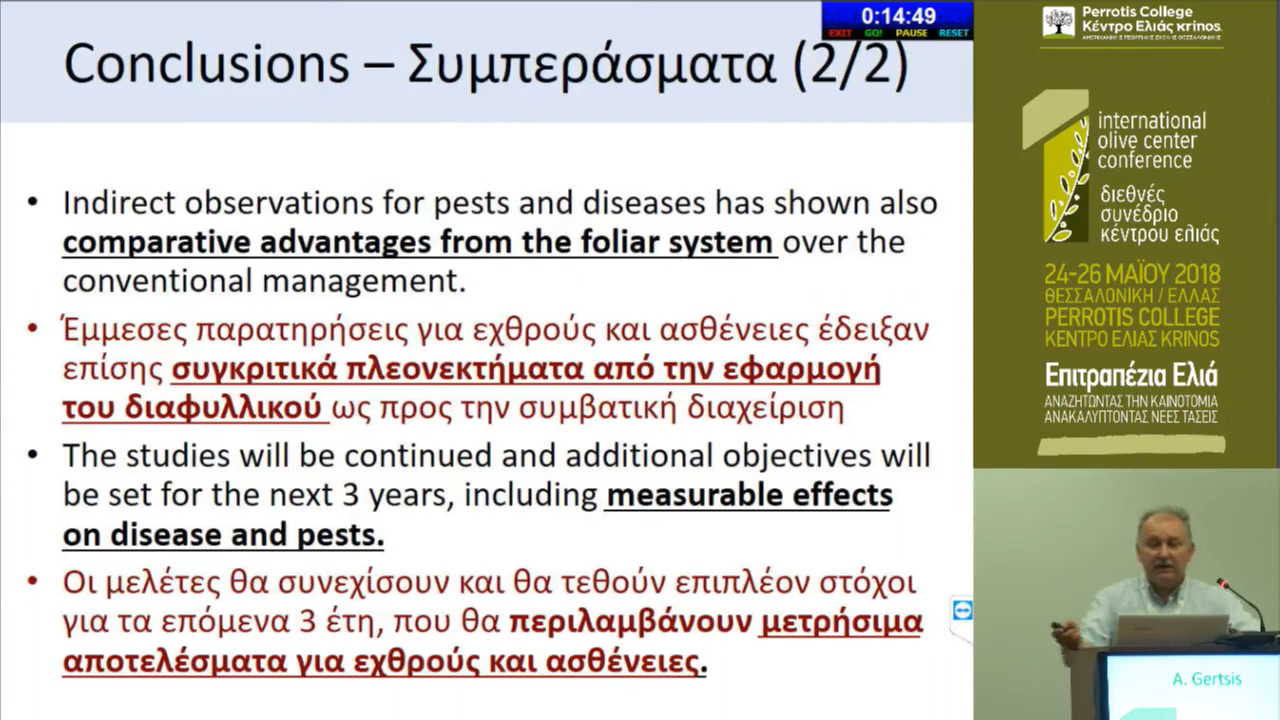 0:14:49
EXIT GO! PAUSE RESET
Conclusions – Συμπεράσματα (2/2)
• Indirect observations for pests and diseases has shown also
comparative advantages from the foliar system over the
conventional management.
• Έμμεσες παρατηρήσεις για εχθρούς και ασθένειες έδειξαν
επίσης συγκριτικά πλεονεκτήματα από την εφαρμογή
του διαφυλλικού ως προς την συμβατική διαχείριση
• The studies will be continued and additional objectives will
be set for the next 3 years, including measurable effects
on disease and pests.
• Οι μελέτες θα συνεχίσουν και θα τεθούν επιπλέον στόχοι
για τα επόμενα 3 έτη, που θα περιλαμβάνουν μετρήσιμα
αποτελέσματα για εχθρούς και ασθένειες.
Perrotis College
Κέντρο Ελιάς krinos
ΑΜΕΡΙΚΑΝΙΚΗΣ ΓΕΩΡΓΙΚΗΣ ΣΧΟΛΗΣ ΘΕΣΣΑΛΟΝΙΚΗΣ
1
international
olive center
conference
διεθνές
συνέδριο
κέντρου ελιάς
24-26 ΜΑΪΟΥ 2018
ΘΕΣΣΑΛΟΝΙΚΗ / ΕΛΛΑΣ
PERROTIS COLLEGE
ΚΕΝΤΡΟ ΕΛΙΑΣ KRINOS
Επιτραπέζια Ελιά
ΑΝΑΖΗΤΩΝΤΑΣ ΤΗΝ ΚΑΙΝΟΤΟΜΙΑ
ΑΝΑΚΑΛΥΠΤΟΝΤΑΣ ΝΕΕΣ ΤΑΣΕΙΣ
A. Gertsis